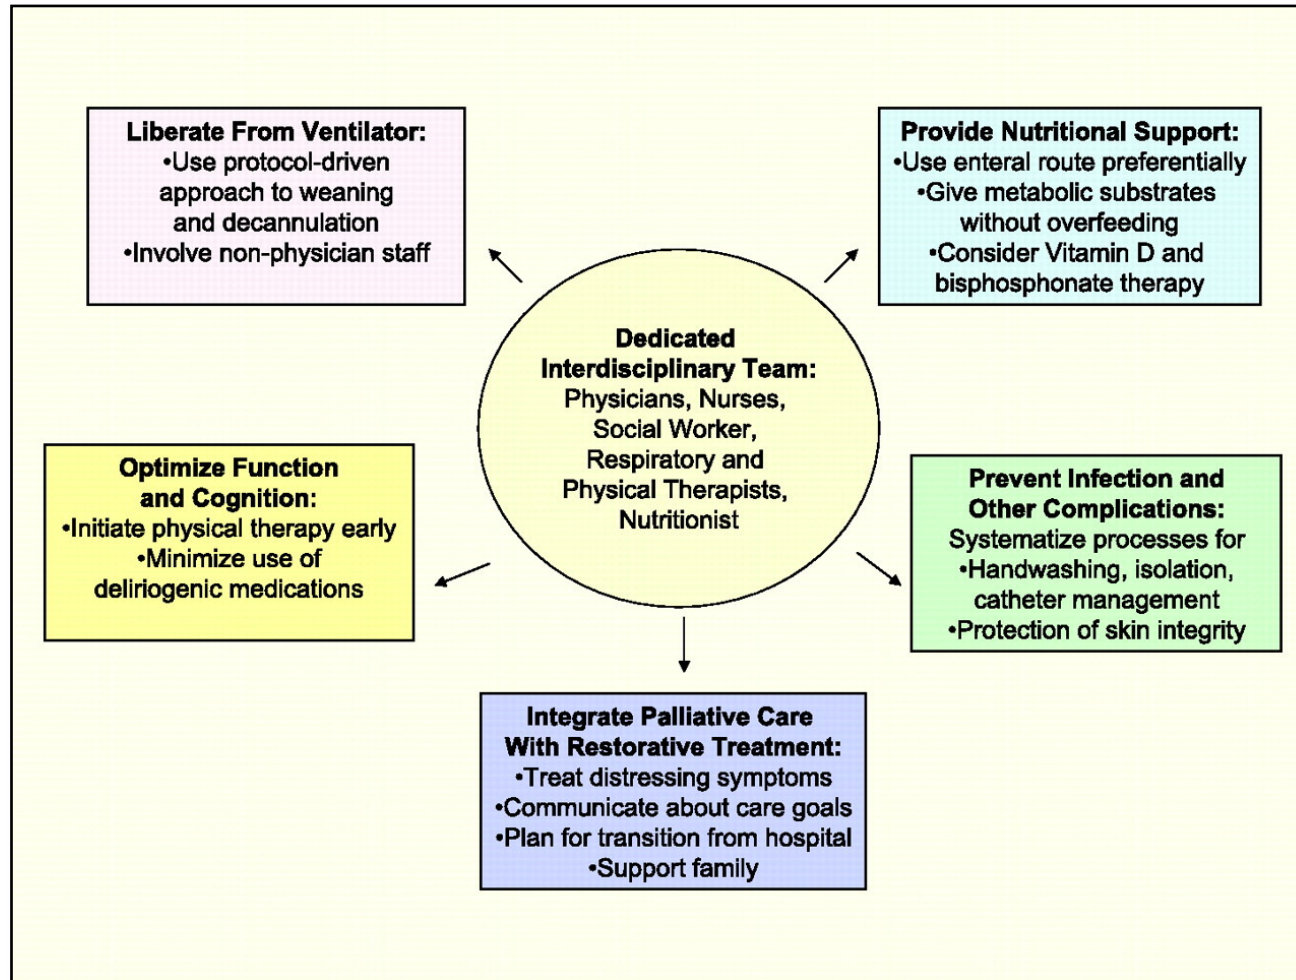 Liberate From Ventilator:
•Use protocol-driven
approach to weaning
and decannulation
•Involve non-physician staff
Provide Nutritional Support:
•Use enteral route preferentially
•Give metabolic substrates
without overfeeding
•Consider Vitamin D and
bisphosphonate therapy
Dedicated
Interdisciplinary Team:
Physicians, Nurses,
Social Worker,
Respiratory and
Physical Therapists,
Nutritionist
Optimize Function
and Cognition:
•Initiate physical therapy early
•Minimize use of
deliriogenic medications
Prevent Infection and
Other Complications:
Systematize processes for
•Handwashing, isolation,
catheter management
•Protection of skin integrity
Integrate Palliative Care
With Restorative Treatment:
•Treat distressing symptoms
•Communicate about care goals
•Plan for transition from hospital
•Support family